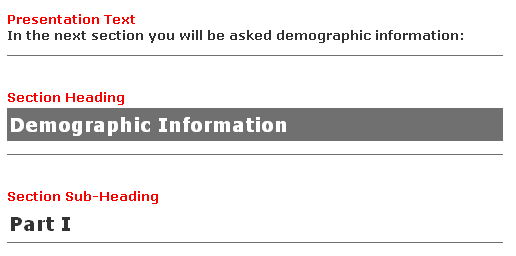 Presentation Text
In the next section you will be asked demographic information:
Section Heading
Demographic Information
Section Sub-Heading
Part I